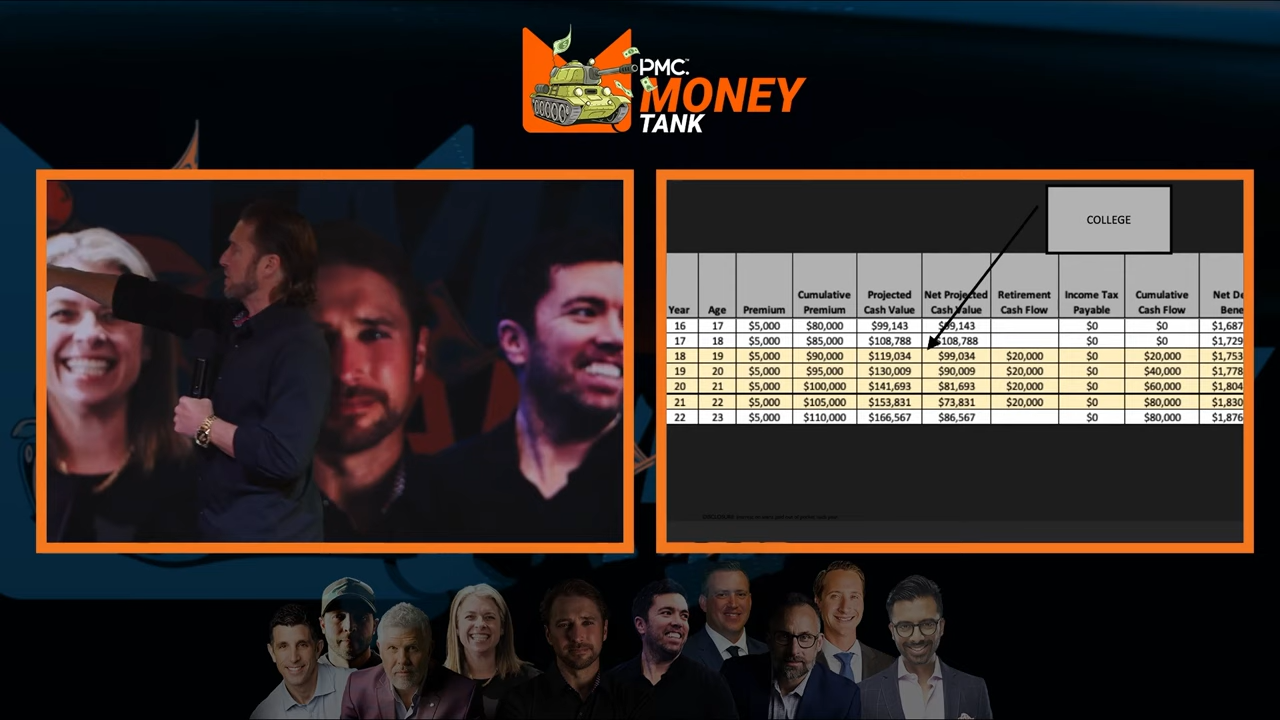 PMC.
MONEY
TANK
COLLEGE
Year Age Premium Cumulative Premium Projected Cash Value Net Projected Cash Value Retirement Cash Flow Income Tax Payable Cumulative Cash Flow Net De Bene
16 17 $5,000 $80,000 $99,143 $99,143 $0 $0 $1,687
17 18 $5,000 $85,000 $108,788 $108,788 $0 $0 $1,729
18 19 $5,000 $90,000 $119,034 $99,034 $20,000 $0 $20,000 $1,753
19 20 $5,000 $95,000 $130,009 $90,009 $20,000 $0 $40,000 $1,778
20 21 $5,000 $100,000 $141,693 $81,693 $20,000 $0 $60,000 $1,804
21 22 $5,000 $105,000 $153,831 $73,831 $20,000 $0 $80,000 $1,830
22 23 $5,000 $110,000 $166,567 $86,567 $0 $80,000 $1,876